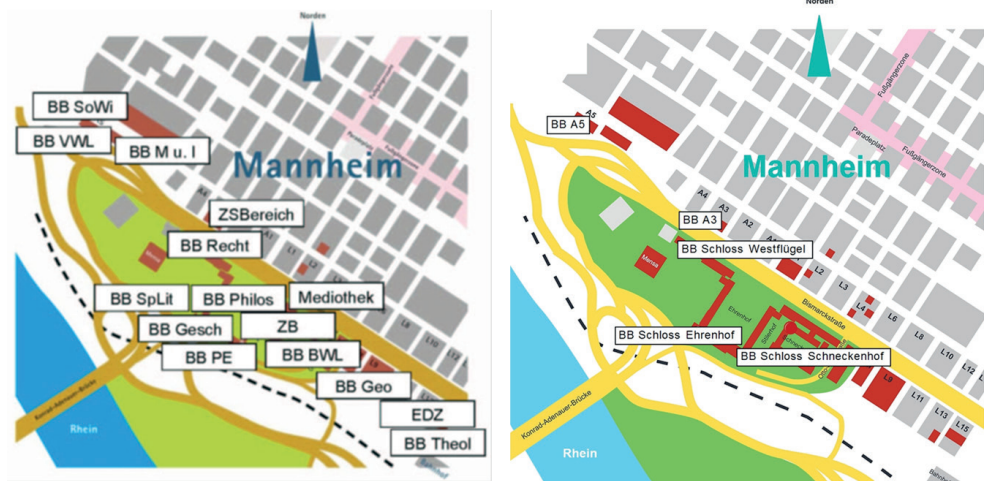 Norden
Mannheim
BB SoWi
BB VWL
BB M u. I
ZSBereich
BB Recht
BB SpLit
BB Philos
Mediothek
BB Gesch
ZB
BB PE
BB BWL
BB Geo
EDZ
BB Theol
A4
A1
L1
L2
L8
L10
L9
Konrad-Adenauer-Brücke
Rhein
Norden
Fußgängerzone
Paradeplatz
Fußgängerzone
A5
BB A5
Mannheim
A4
A3
A2
BB A3
BB Schloss Westflügel
Mensa
L2
L3
L4
L6
L8
L10
L12
Bismarckstraße
Ehrenhof
BB Schloss Ehrenhof
BB Schloss Schneckenhof
L9
L11
L13
L15
Konrad-Adenauer-Brücke
Rhein